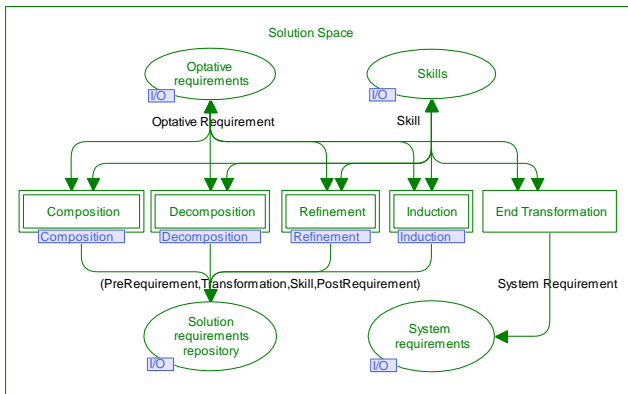 Solution Space
Optative
requirements
I/O
Skills
I/O
Optative Requirement
Skill
Composition
Composition
Decomposition
Decomposition
Refinement
Refinement
Induction
Induction
End Transformation
(PreRequirement,Transformation,Skill,PostRequirement)
System Requirement
Solution
requirements
repository
I/O
System
requirements
I/O